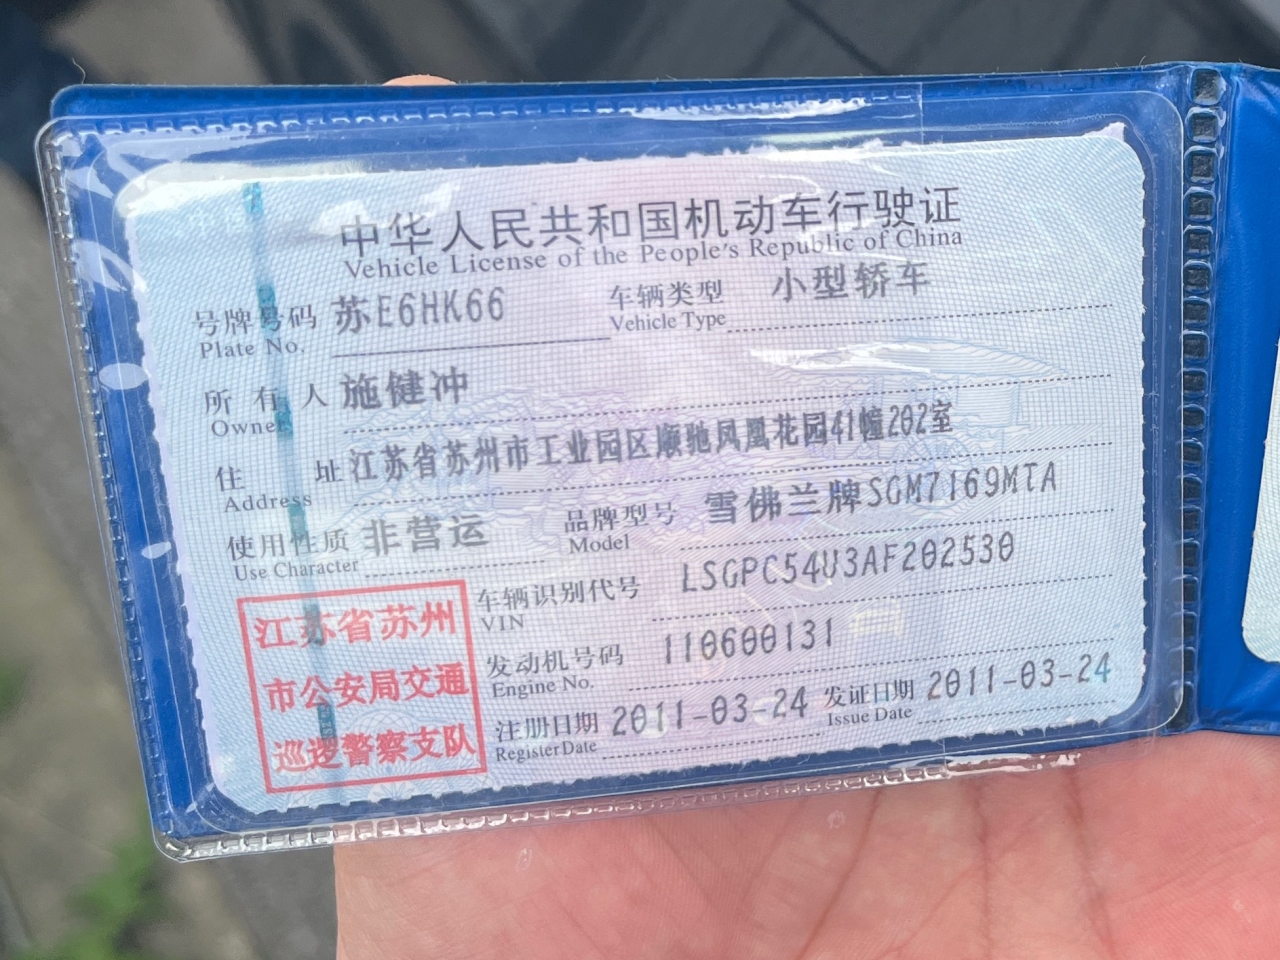 中华人民共和国机动车行驶证
Vehicle License of the People's Republic of China
号牌号码 苏E6HK66 车辆类型 小型轿车
Plate No. Vehicle Type
所有人 施健冲
Owner
住址 江苏省苏州市工业园区顺驰凤凰花园41幢202室
Address
使用性质 非营运 品牌型号 雪佛兰牌SGM7169MTA
Use Character Model
车辆识别代号 LSGPC54U3AF202530
VIN
发动机号码 110600131
Engine No.
注册日期 2011-03-24 发证日期 2011-03-24
Register Date Issue Date
江苏省苏州
市公安局交通
巡逻警察支队